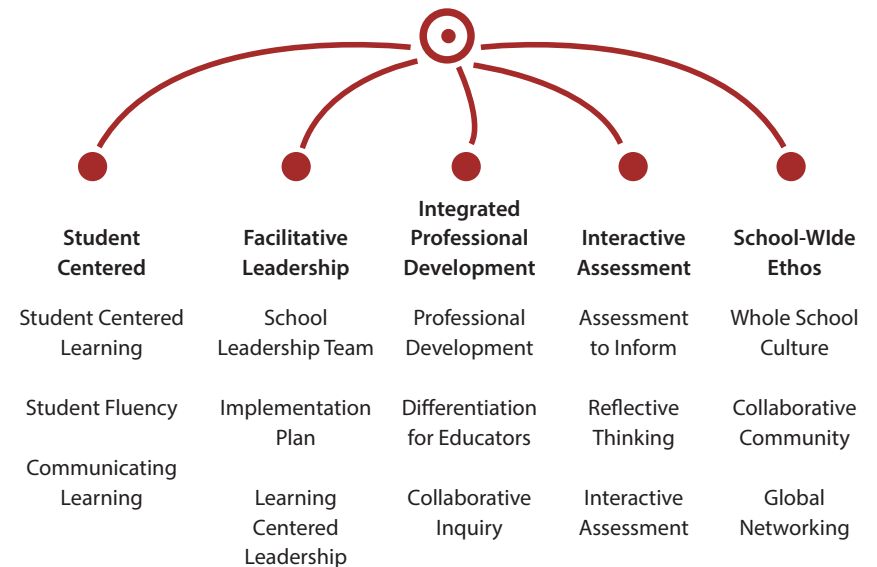 Student
Centered
Student Centered
Learning
Student Fluency
Communicating
Learning
Facilitative
Leadership
School
Leadership Team
Implementation
Plan
Learning
Centered
Leadership
Integrated
Professional
Development
Professional
Development
Differentiation
for Educators
Collaborative
Inquiry
Interactive
Assessment
Assessment
to Inform
Reflective
Thinking
Interactive
Assessment
School-WIde
Ethos
Whole School
Culture
Collaborative
Community
Global
Networking